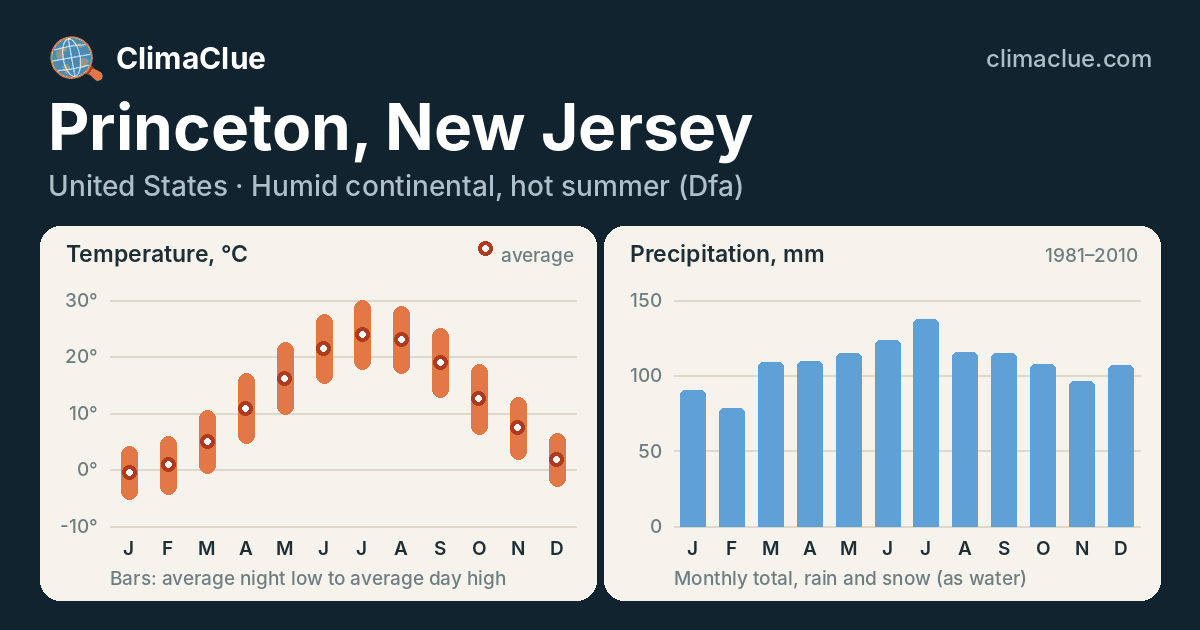 ClimaClue
climaclue.com
Princeton, New Jersey
United States · Humid continental, hot summer (Dfa)
Temperature, °C
average
30°
20°
10°
0°
-10°
J F M A M J J A S O N D
Bars: average night low to average day high
Precipitation, mm
1981–2010
150
100
50
0
J F M A M J J A S O N D
Monthly total, rain and snow (as water)